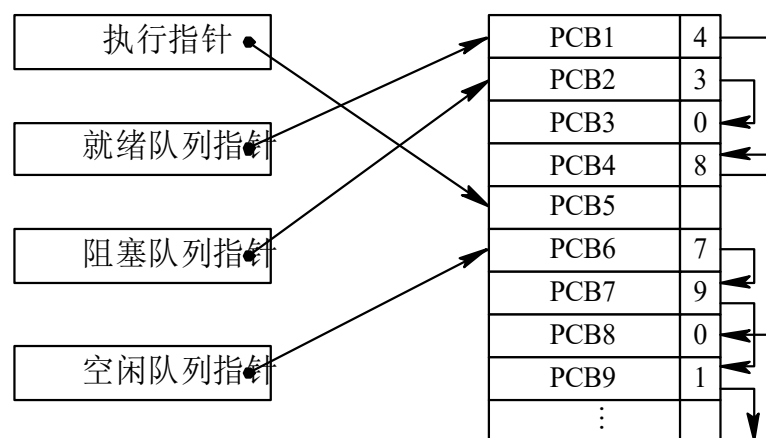 执行指针
就绪队列指针
阻塞队列指针
空闲队列指针
PCB1 4
PCB2 3
PCB3 0
PCB4 8
PCB5
PCB6 7
PCB7 9
PCB8 0
PCB9 1
⋮